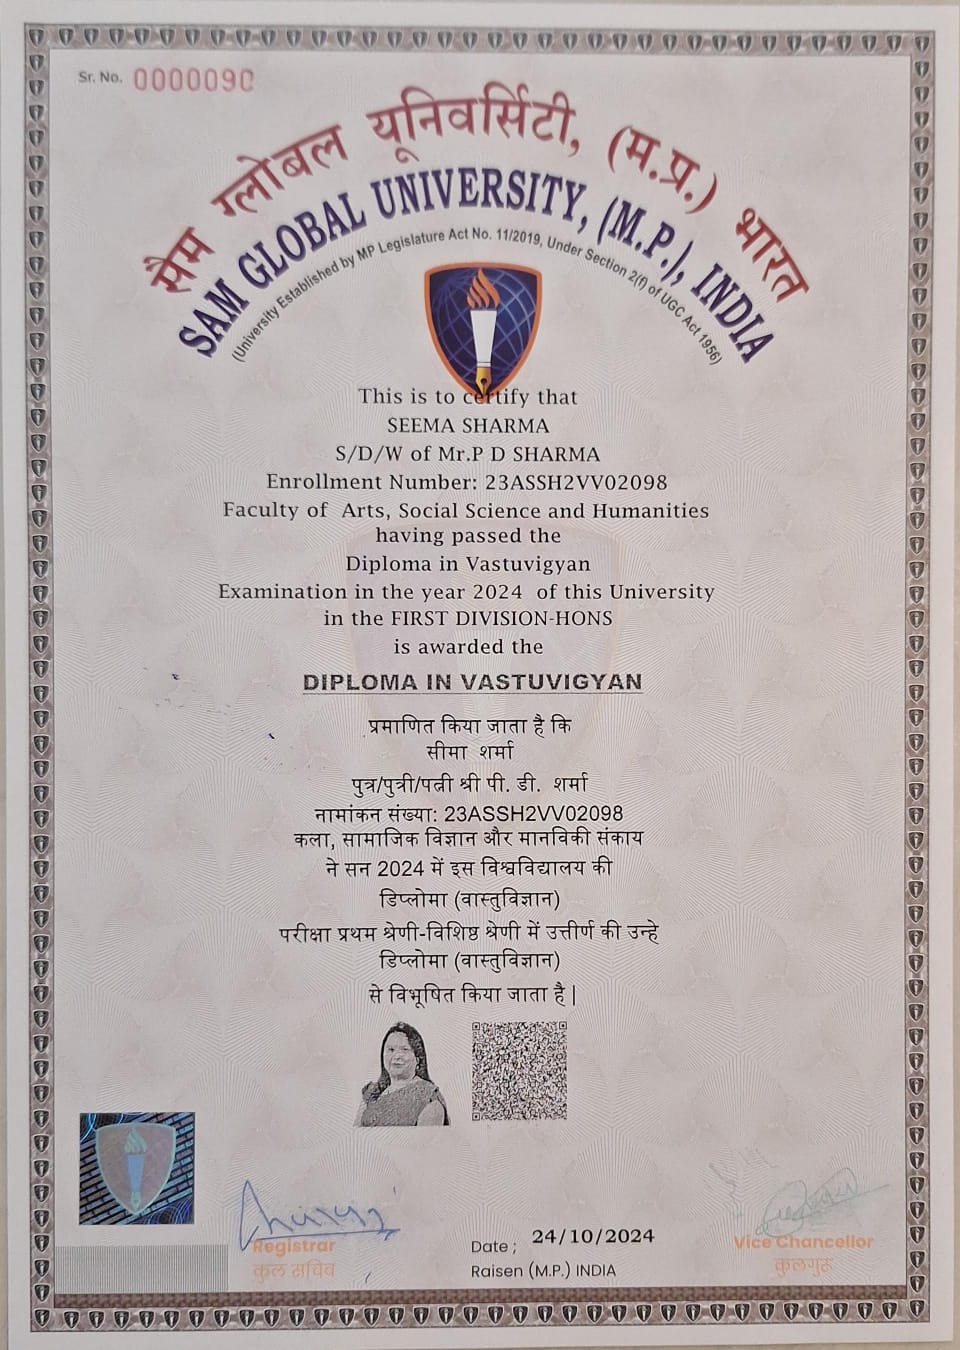 Sr. No. 0000090
सैम ग्लोबल यूनिवर्सिटी, (म.प्र.) भारत
SAM GLOBAL UNIVERSITY, (M.P.), INDIA
(University Established by MP Legislature Act No. 11/2019, Under Section 2(f) of UGC Act 1956)
This is to certify that
SEEMA SHARMA
S/D/W of Mr.P D SHARMA
Enrollment Number: 23ASSH2VV02098
Faculty of Arts, Social Science and Humanities
having passed the
Diploma in Vastuvigyan
Examination in the year 2024 of this University
in the FIRST DIVISION-HONS
is awarded the
DIPLOMA IN VASTUVIGYAN
प्रमाणित किया जाता है कि
सीमा शर्मा
पुत्र/पुत्री/पत्नी श्री पी. डी. शर्मा
नामांकन संख्या: 23ASSH2VV02098
कला, सामाजिक विज्ञान और मानविकी संकाय
ने सन 2024 में इस विश्वविद्यालय की
डिप्लोमा (वास्तुविज्ञान)
परीक्षा प्रथम श्रेणी-विशिष्ठ श्रेणी में उत्तीर्ण की उन्हे
डिप्लोमा (वास्तुविज्ञान)
से विभूषित किया जाता है |
Registrar
कुल सचिव
Date ; 24/10/2024
Raisen (M.P.) INDIA
Vice Chancellor
कुलगुरू